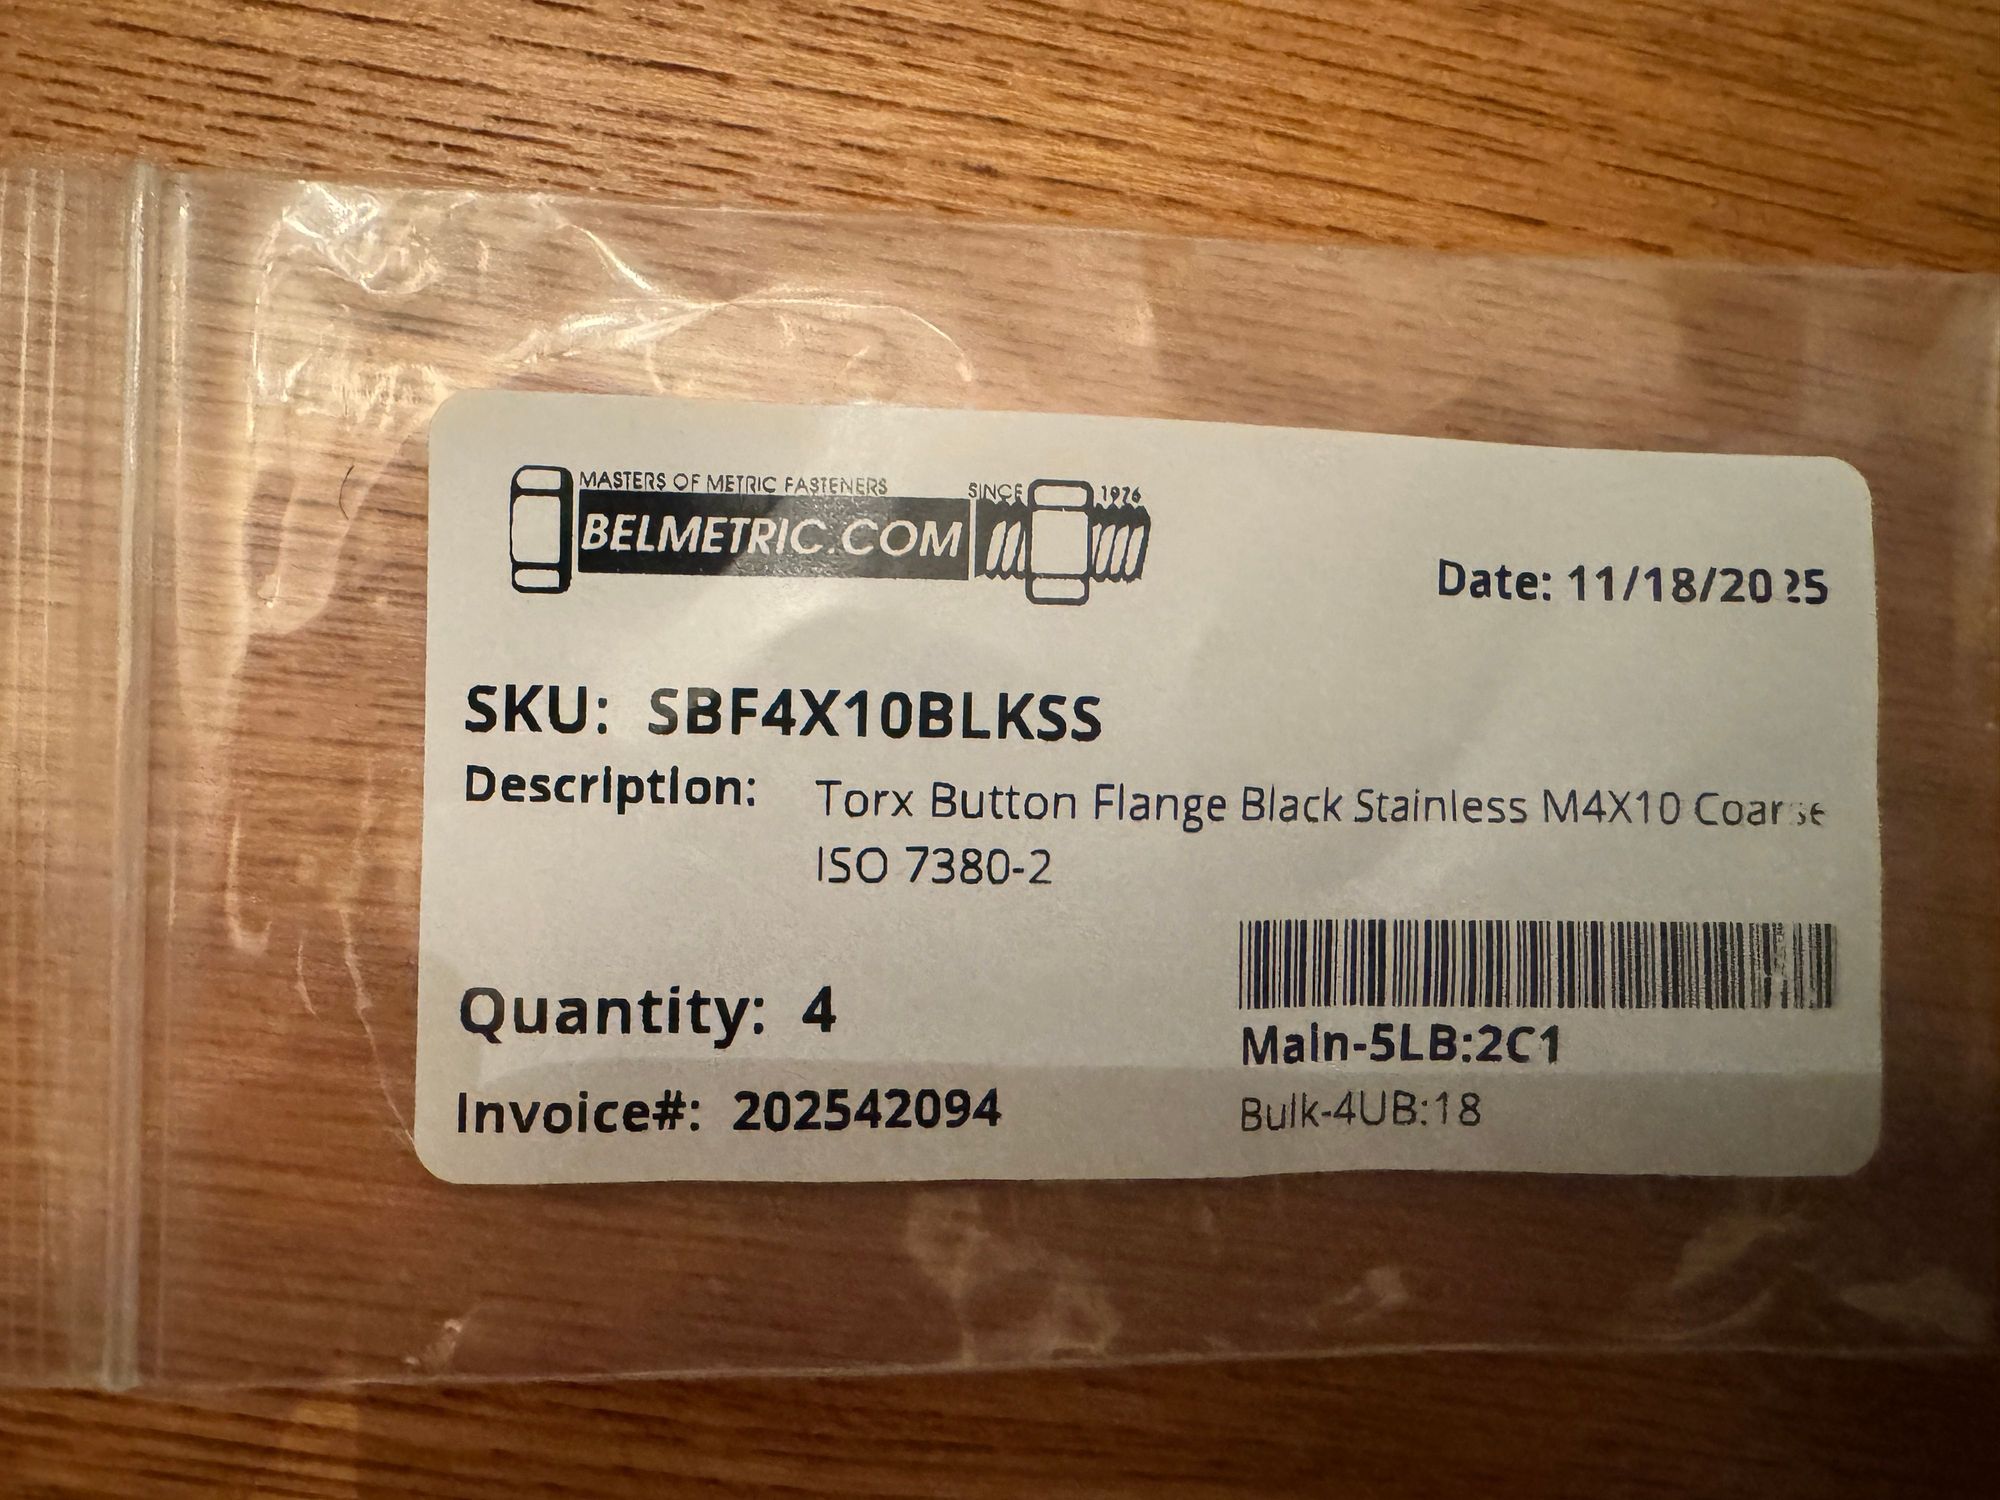 MASTERS OF METRIC FASTENERS SINCE 1976
BELMETRIC.COM
Date: 11/18/2025
SKU: SBF4X10BLKSS
Description: Torx Button Flange Black Stainless M4X10 Coarse
ISO 7380-2
Quantity: 4
Main-5LB:2C1
Invoice#: 202542094
Bulk-4UB:18